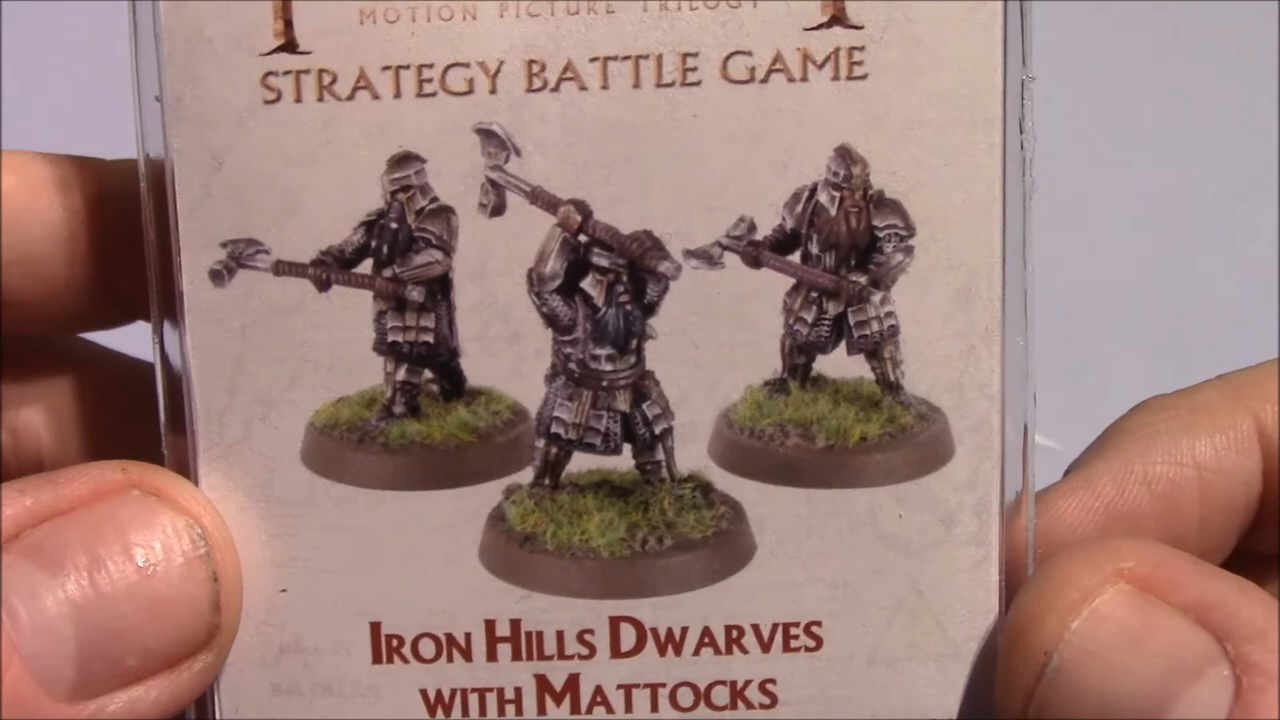 MOTION PICTURE TRILOGY
STRATEGY BATTLE GAME
IRON HILLS DWARVES
WITH MATTOCKS